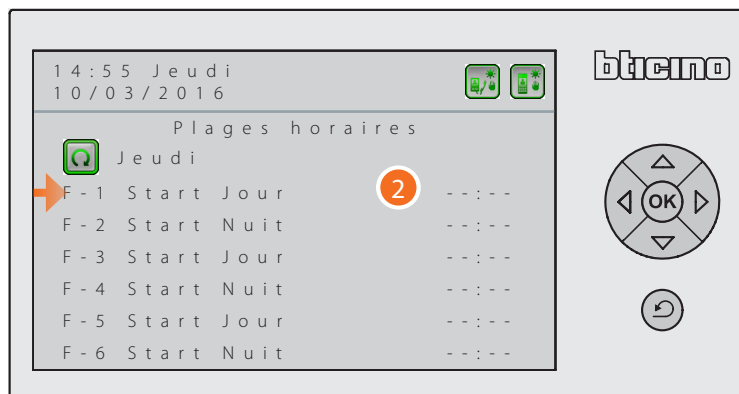 14:55 Jeudi
10/03/2016
bticino
Plages horaires
Jeudi
F-1 Start Jour 2 --:--
F-2 Start Nuit --:--
F-3 Start Jour --:--
F-4 Start Nuit --:--
F-5 Start Jour --:--
F-6 Start Nuit --:--
OK